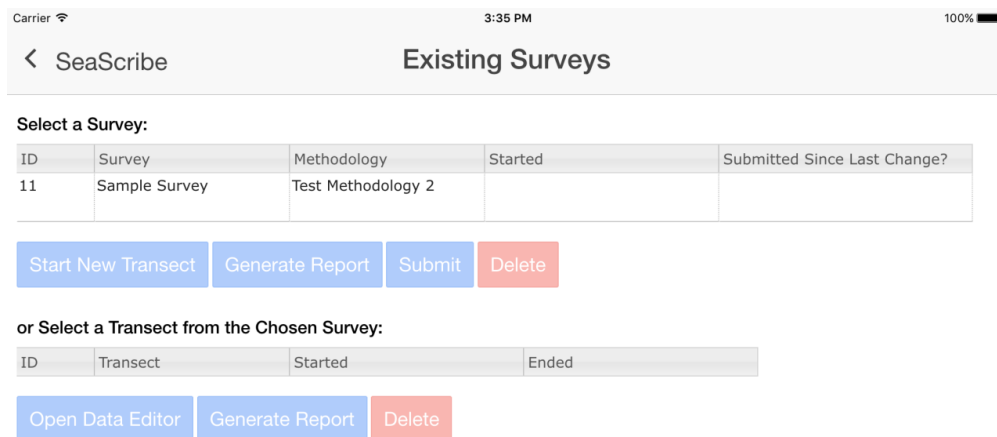 Carrier 3:35 PM 100%
SeaScribe Existing Surveys
Select a Survey:
ID Survey Methodology Started Submitted Since Last Change?
11 Sample Survey Test Methodology 2
Start New Transect Generate Report Submit Delete
or Select a Transect from the Chosen Survey:
ID Transect Started Ended
Open Data Editor Generate Report Delete